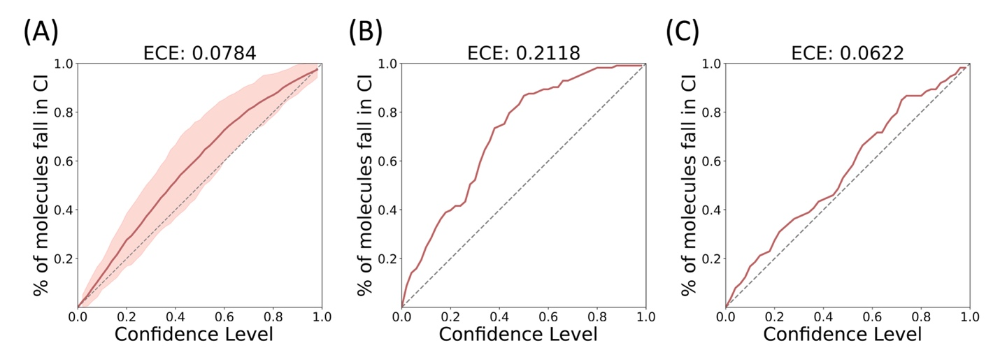 (A)
ECE: 0.0784
% of molecules fall in CI
1.0
0.8
0.6
0.4
0.2
0.0 0.2 0.4 0.6 0.8 1.0
Confidence Level
(B)
ECE: 0.2118
% of molecules fall in CI
1.0
0.8
0.6
0.4
0.2
0.0 0.2 0.4 0.6 0.8 1.0
Confidence Level
(C)
ECE: 0.0622
% of molecules fall in CI
1.0
0.8
0.6
0.4
0.2
0.0 0.2 0.4 0.6 0.8 1.0
Confidence Level